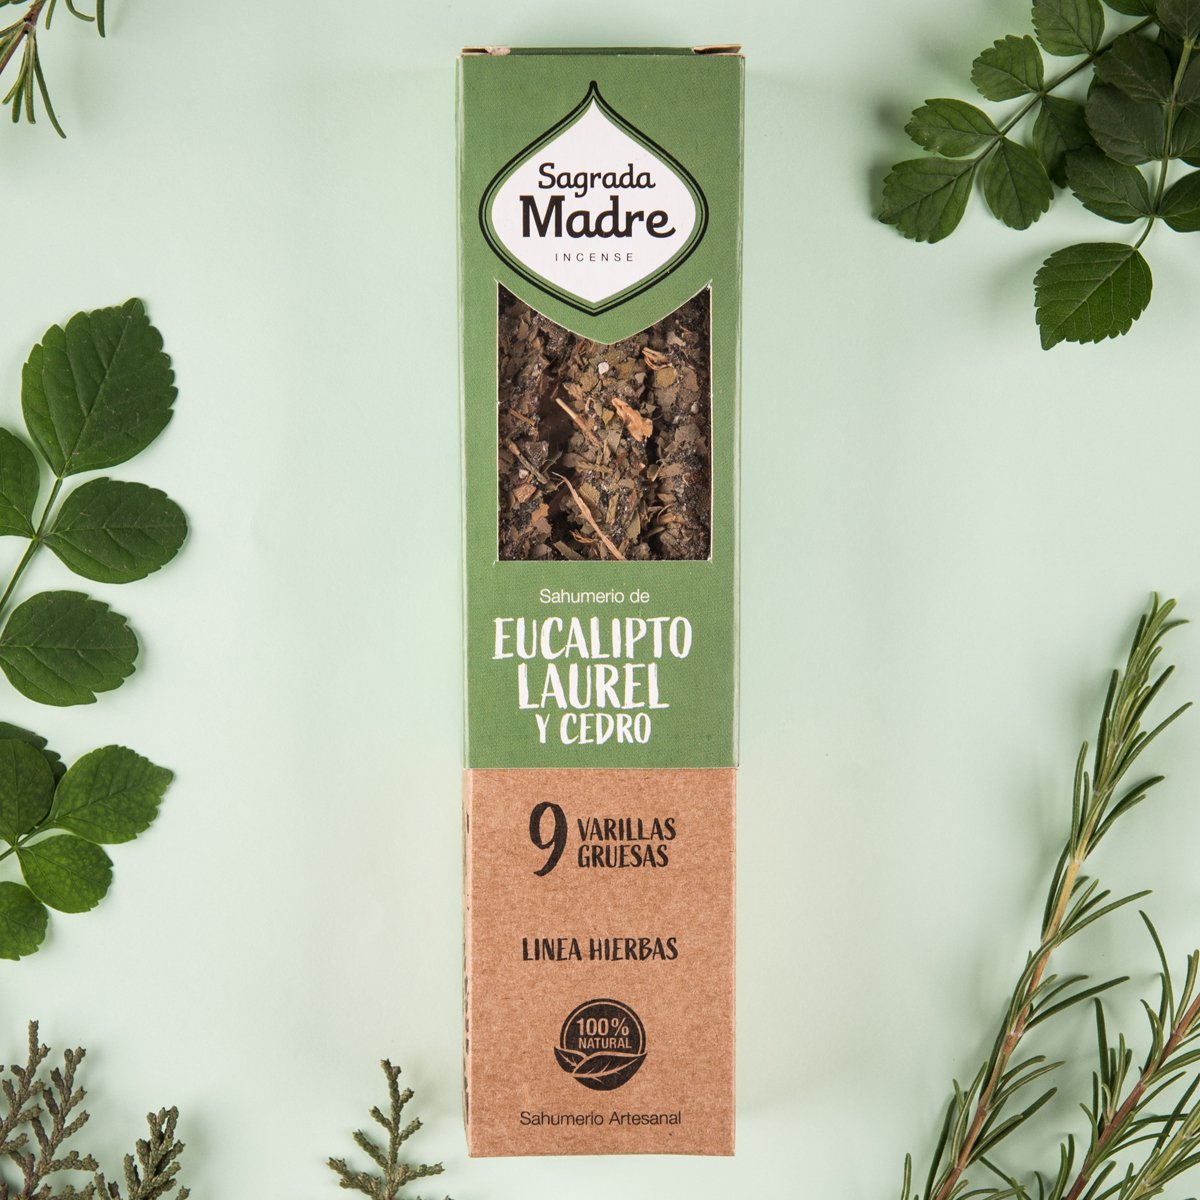 Sagrada
Madre
INCENSE
Sahumerio de
EUCALIPTO
LAUREL
Y CEDRO
9 VARILLAS
GRUESAS
LINEA HIERBAS
100%
NATURAL
Sahumerio Artesanal